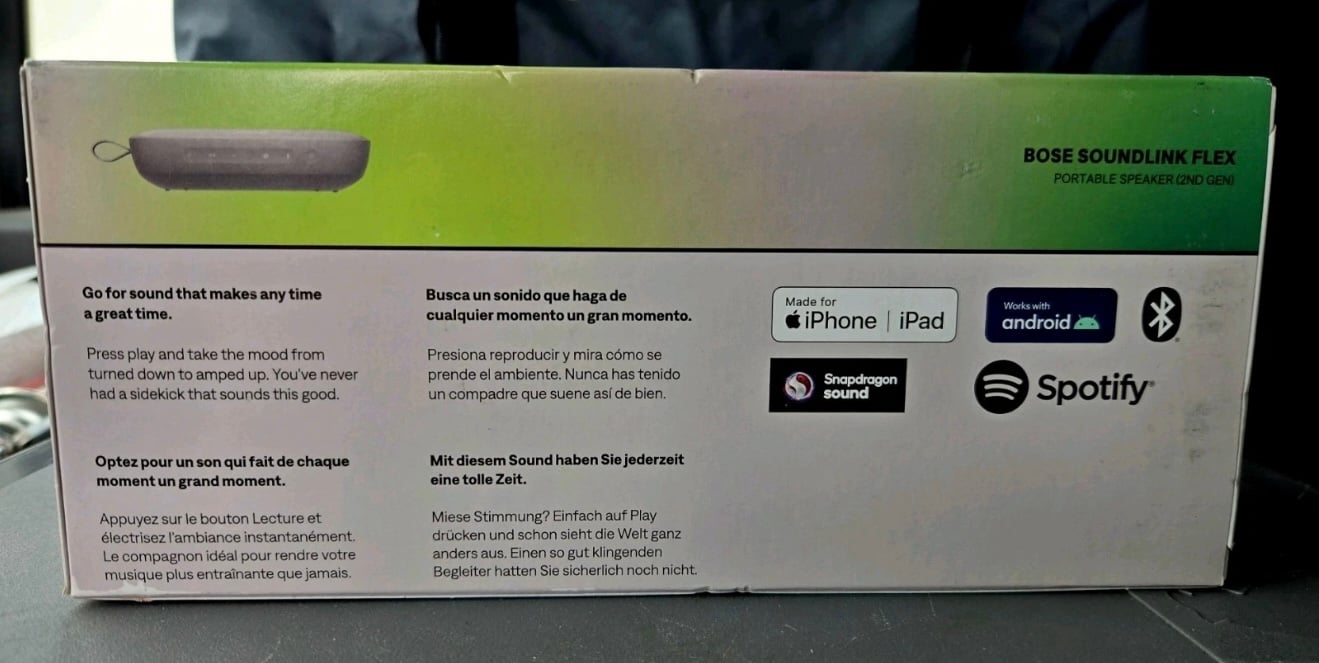 BOSE SOUNDLINK FLEX
PORTABLE SPEAKER (2ND GEN)
Go for sound that makes any time
a great time.
Press play and take the mood from
turned down to amped up. You've never
had a sidekick that sounds this good.
Busca un sonido que haga de
cualquier momento un gran momento.
Presiona reproducir y mira cómo se
prende el ambiente. Nunca has tenido
un compadre que suene así de bien.
Optez pour un son qui fait de chaque
moment un grand moment.
Appuyez sur le bouton Lecture et
électrisez l'ambiance instantanément.
Le compagnon idéal pour rendre votre
musique plus entraînante que jamais.
Mit diesem Sound haben Sie jederzeit
eine tolle Zeit.
Miese Stimmung? Einfach auf Play
drücken und schon sieht die Welt ganz
anders aus. Einen so gut klingenden
Begleiter hatten Sie sicherlich noch nicht.
Made for
iPhone | iPad
Works with
android
Snapdragon
sound
Spotify®